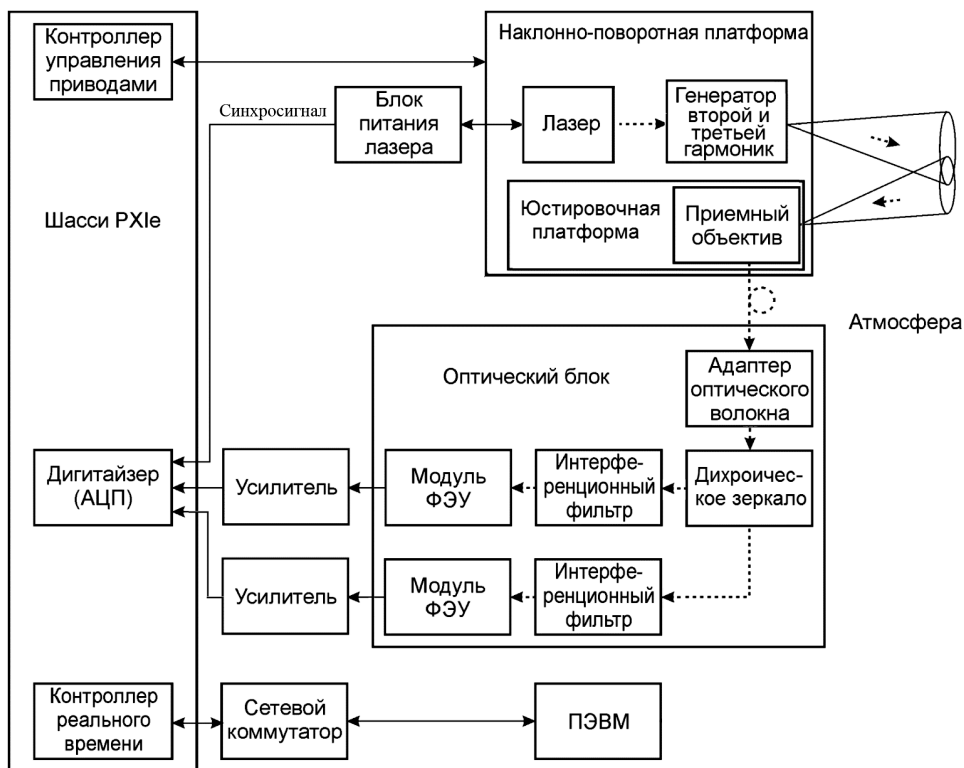 Контроллер
управления
приводами
Наклонно-поворотная платформа
Синхросигнал
Блок
питания
лазера
Лазер
Генератор
второй и
третьей
гармоник
Шасси PXIe
Юстировочная
платформа
Приемный
объектив
Атмосфера
Оптический блок
Адаптер
оптического
волокна
Дигитайзер
(АЦП)
Усилитель
Модуль
ФЭУ
Интерфе-
ренционный
фильтр
Дихроичес-
кое зеркало
Усилитель
Модуль
ФЭУ
Интерфе-
ренционный
фильтр
Контроллер
реального
времени
Сетевой
коммутатор
ПЭВМ